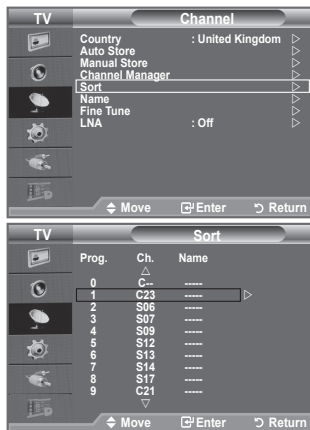 TV Channel
Country : United Kingdom ▷
Auto Store ▷
Manual Store ▷
Channel Manager ▷
Sort ▷
Name ▷
Fine Tune ▷
LNA : Off ▷
Move Enter Return
TV Sort
Prog. Ch. Name
0 C-- -----
1 C23 -----
2 S06 -----
3 S07 -----
4 S09 -----
5 S12 -----
6 S13 -----
7 S14 -----
8 S17 -----
9 C21 -----
Move Enter Return